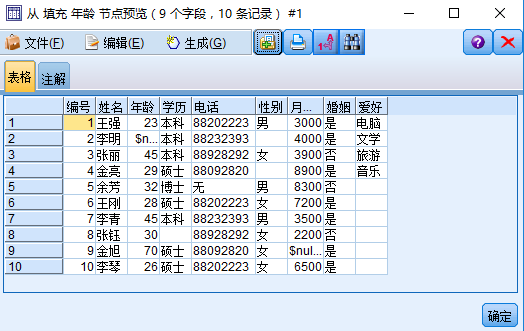 从 填充 年龄 节点预览（9 个字段，10 条记录）#1
文件(F) 编辑(E) 生成(G)
表格 注解
编号 姓名 年龄 学历 电话 性别 月... 婚姻 爱好
1 1 王强 23 本科 88202223 男 3000 是 电脑
2 2 李明 $n... 本科 88232393 4000 是 文学
3 3 张丽 45 本科 88928292 女 3900 否 旅游
4 4 金亮 29 硕士 88092820 8900 是 音乐
5 5 余芳 32 博士 无 男 8300 否
6 6 王刚 28 硕士 88202223 女 7200 是
7 7 李青 45 本科 88232393 男 3500 是
8 8 张钰 30 88928292 女 2200 否
9 9 金旭 70 硕士 88092820 女 $nul... 是
10 10 李琴 26 硕士 88202223 女 6500 是
确定